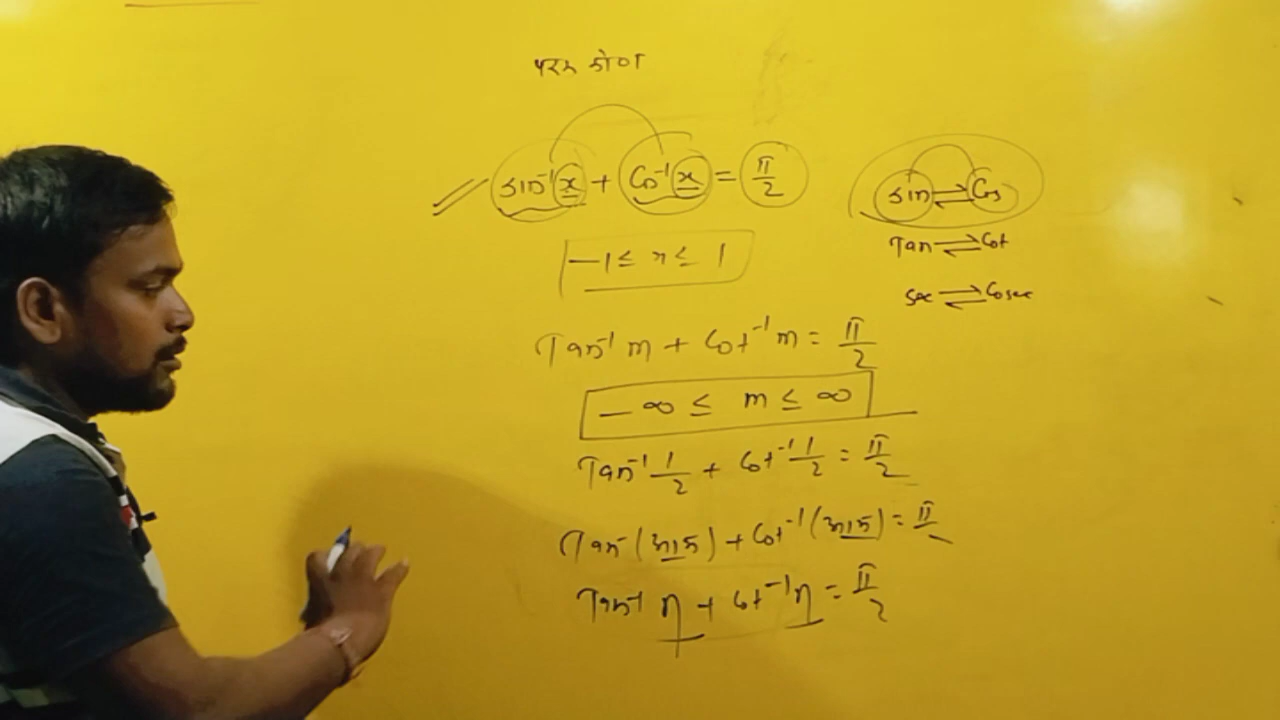 परम कोण
sin⁻¹x + Cos⁻¹x = π/2
-1 ≤ x ≤ 1
Tan⁻¹ m + Cot⁻¹ m = π/2
-∞ ≤ m ≤ ∞
Tan⁻¹ 1/2 + Cot⁻¹ 1/2 = π/2
Tan⁻ (आम) + Cot⁻¹ (आम) = π
Tan⁻¹ η + Cot⁻¹ η = π/2
sin ⇌ Cos
Tan ⇌ Cot
Sec ⇌ Cosec